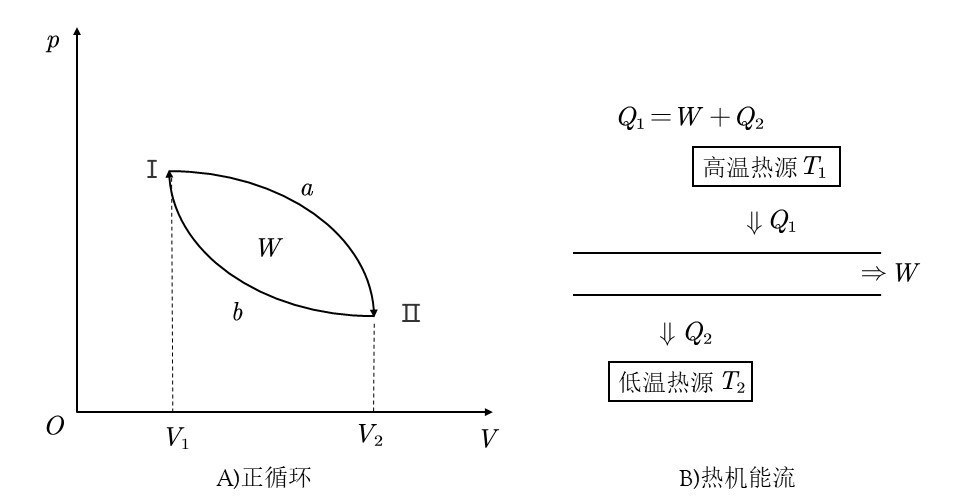 p
I
a
W
b
II
O
V₁
V₂
V
A)正循环
Q₁=W+Q₂
高温热源 T₁
⇓ Q₁
⇒ W
⇓ Q₂
低温热源 T₂
B)热机能流